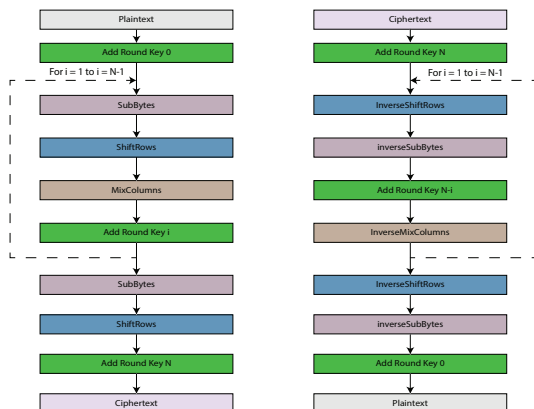 Plaintext
Add Round Key 0
For i = 1 to i = N-1
SubBytes
ShiftRows
MixColumns
Add Round Key i
SubBytes
ShiftRows
Add Round Key N
Ciphertext
Ciphertext
Add Round Key N
For i = 1 to i = N-1
InverseShiftRows
inverseSubBytes
Add Round Key N-i
InverseMixColumns
InverseShiftRows
inverseSubBytes
Add Round Key 0
Plaintext